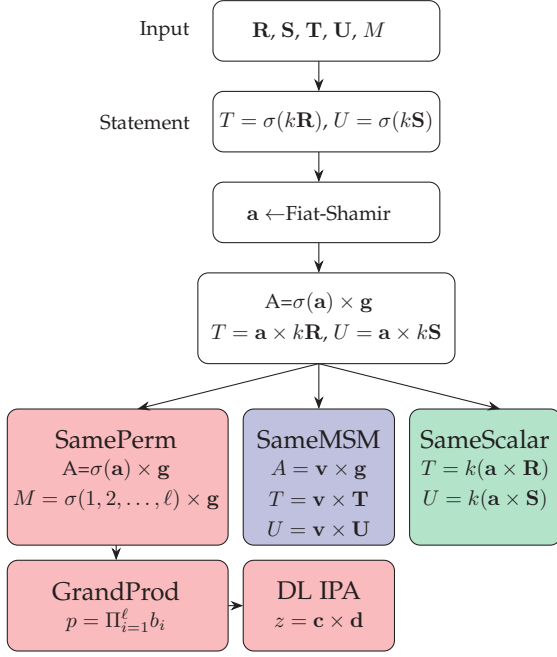 Input
𝐑, 𝐒, 𝐓, 𝐔, M
Statement
T = σ(k𝐑), U = σ(k𝐒)
𝐚 ←Fiat-Shamir
A=σ(𝐚) × 𝐠
T = 𝐚 × k𝐑, U = 𝐚 × k𝐒
SamePerm
A=σ(𝐚) × 𝐠
M = σ(1, 2, . . . , ℓ) × 𝐠
SameMSM
A = 𝐯 × 𝐠
T = 𝐯 × 𝐓
U = 𝐯 × 𝐔
SameScalar
T = k(𝐚 × 𝐑)
U = k(𝐚 × 𝐒)
GrandProd
p = Π_{i=1}^{ℓ} b_i
DL IPA
z = 𝐜 × 𝐝